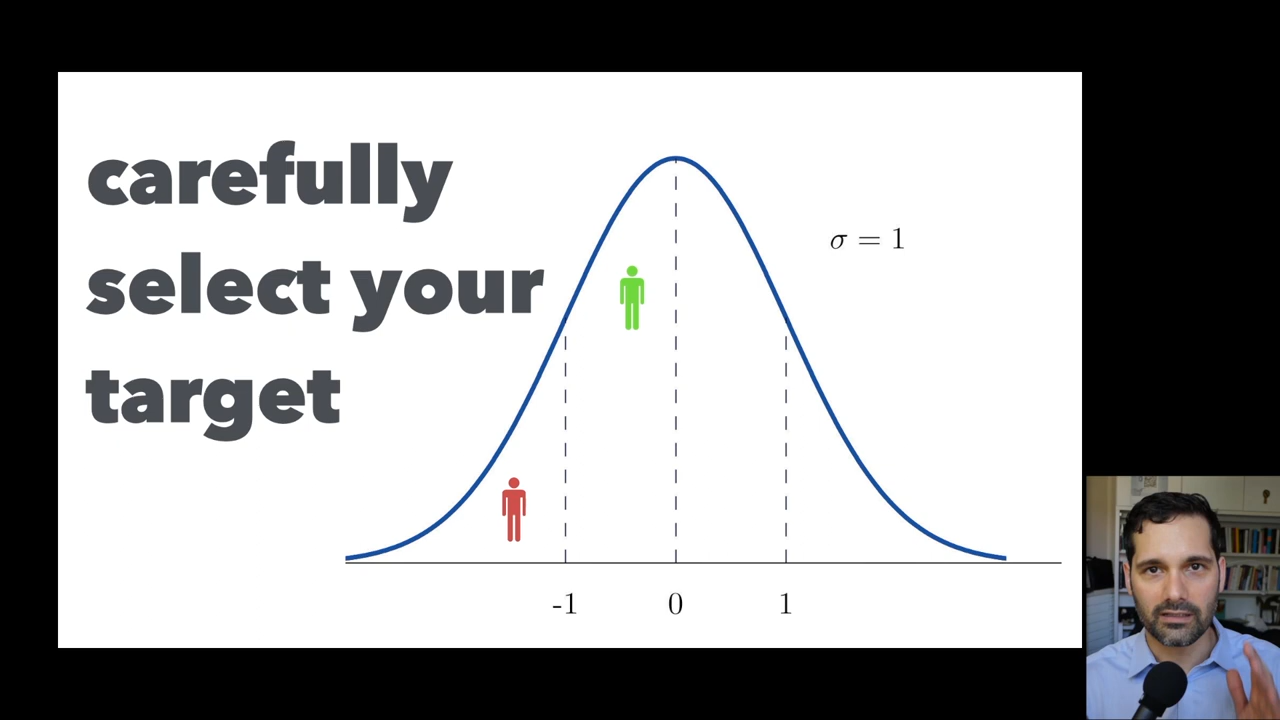 carefully
select your
target
σ = 1
-1 0 1